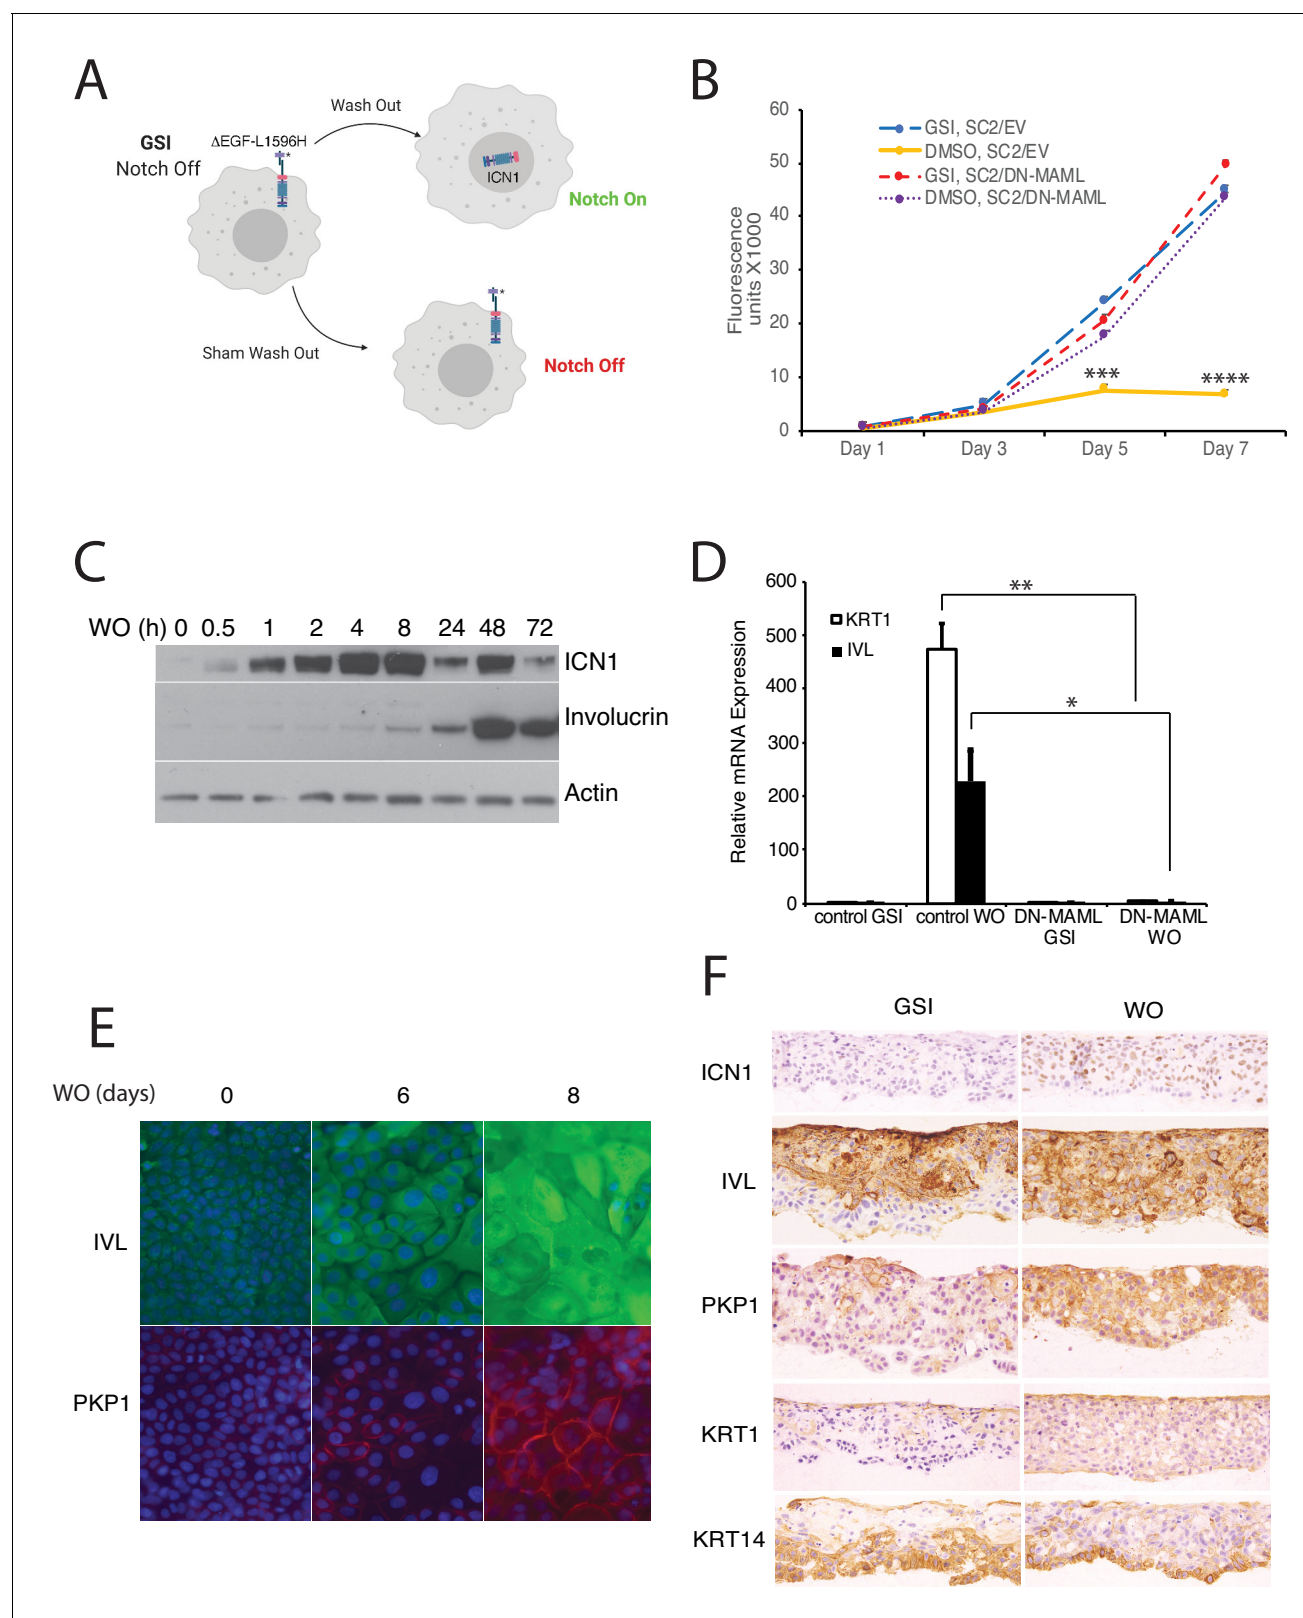 A
GSI
Notch Off
ΔEGF-L1596H
*
Wash Out
ICN1
Notch On
Sham Wash Out
*
Notch Off
B
Fluorescence
units X1000
60
50
40
30
20
10
0
GSI, SC2/EV
DMSO, SC2/EV
GSI, SC2/DN-MAML
DMSO, SC2/DN-MAML
***
****
Day 1 Day 3 Day 5 Day 7
C
WO (h) 0 0.5 1 2 4 8 24 48 72
ICN1
Involucrin
Actin
D
Relative mRNA Expression
600
500
400
300
200
100
0
KRT1
IVL
**
*
control GSI control WO DN-MAML GSI DN-MAML WO
E
WO (days) 0 6 8
IVL
PKP1
F
GSI WO
ICN1
IVL
PKP1
KRT1
KRT14